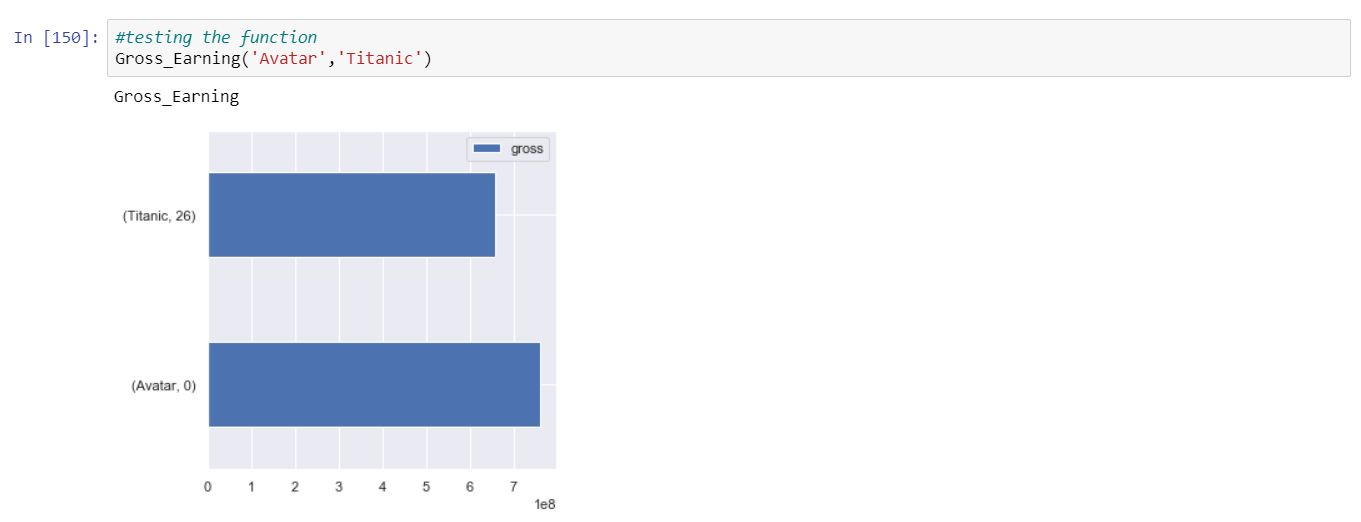 In [150]: #testing the function
Gross_Earning('Avatar','Titanic')
Gross_Earning
gross
(Titanic, 26)
(Avatar, 0)
0 1 2 3 4 5 6 7
1e8